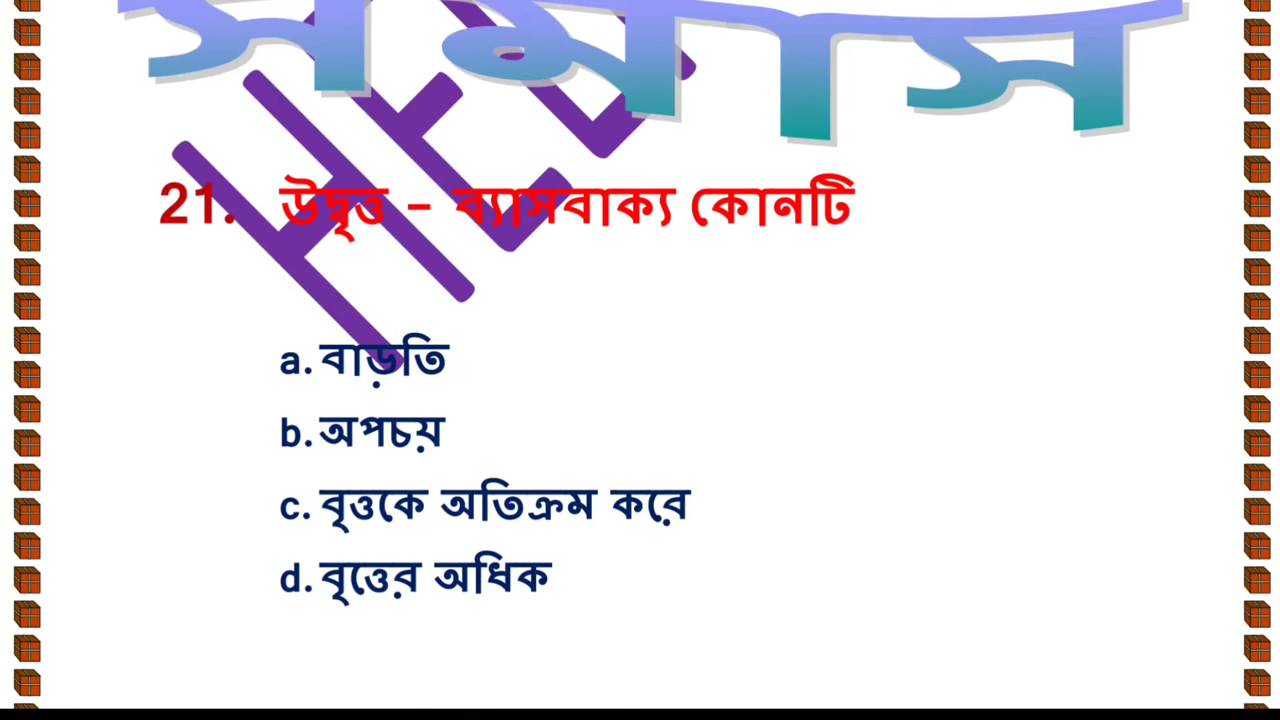 সমাস
21. উদ্বৃত্ত - ব্যাসবাক্য কোনটি
a. বাড়তি
b. অপচয়
c. বৃত্তকে অতিক্রম করে
d. বৃত্তের অধিক